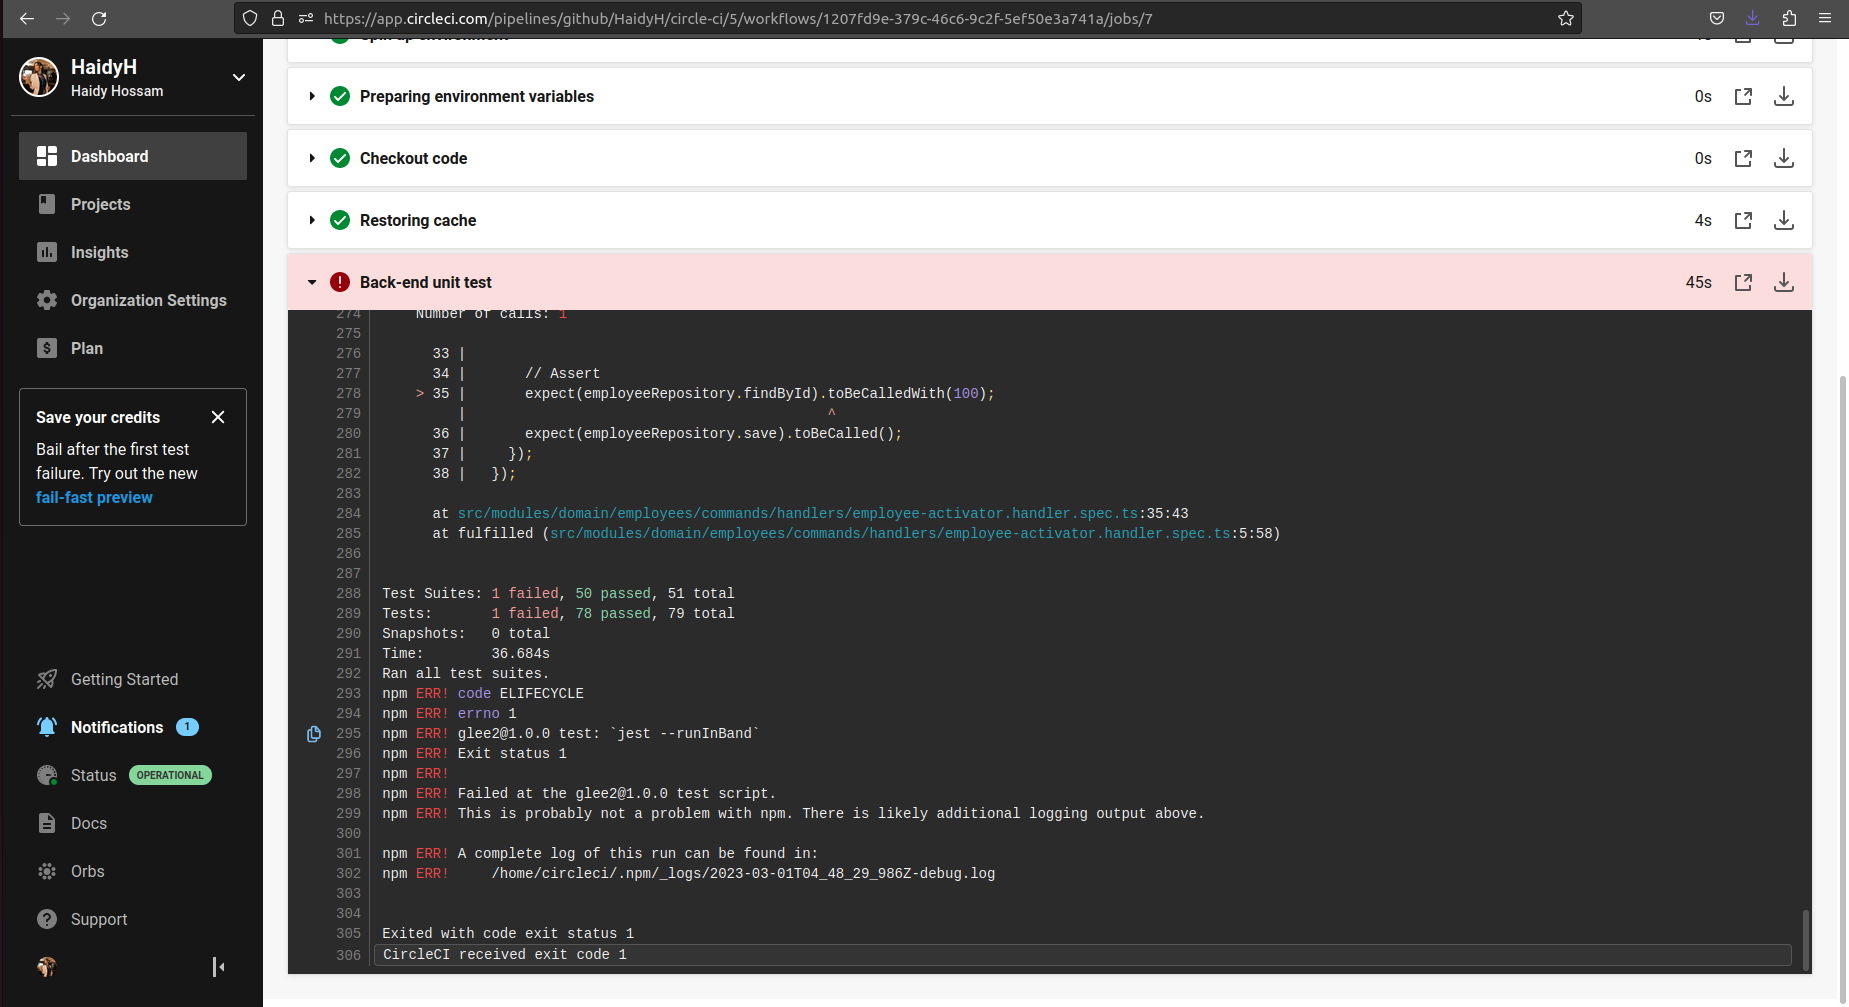 https://app.circleci.com/pipelines/github/HaidyH/circle-ci/5/workflows/1207fd9e-379c-46c6-9c2f-5ef50e3a741a/jobs/7
HaidyH
Haidy Hossam
Dashboard
Projects
Insights
Organization Settings
Plan
Save your credits
Bail after the first test
failure. Try out the new
fail-fast preview
Getting Started
Notifications 1
Status OPERATIONAL
Docs
Orbs
Support
Spin up environment
Preparing environment variables 0s
Checkout code 0s
Restoring cache 4s
Back-end unit test 45s
274 Number of calls: 1
275
276 33 |
277 34 | // Assert
278 > 35 | expect(employeeRepository.findById).toBeCalledWith(100);
279 | ^
280 36 | expect(employeeRepository.save).toBeCalled();
281 37 | });
282 38 | });
283
284 at src/modules/domain/employees/commands/handlers/employee-activator.handler.spec.ts:35:43
285 at fulfilled (src/modules/domain/employees/commands/handlers/employee-activator.handler.spec.ts:5:58)
286
287
288 Test Suites: 1 failed, 50 passed, 51 total
289 Tests: 1 failed, 78 passed, 79 total
290 Snapshots: 0 total
291 Time: 36.684s
292 Ran all test suites.
293 npm ERR! code ELIFECYCLE
294 npm ERR! errno 1
295 npm ERR! glee2@1.0.0 test: `jest --runInBand`
296 npm ERR! Exit status 1
297 npm ERR!
298 npm ERR! Failed at the glee2@1.0.0 test script.
299 npm ERR! This is probably not a problem with npm. There is likely additional logging output above.
300
301 npm ERR! A complete log of this run can be found in:
302 npm ERR! /home/circleci/.npm/_logs/2023-03-01T04_48_29_986Z-debug.log
303
304
305 Exited with code exit status 1
306 CircleCI received exit code 1